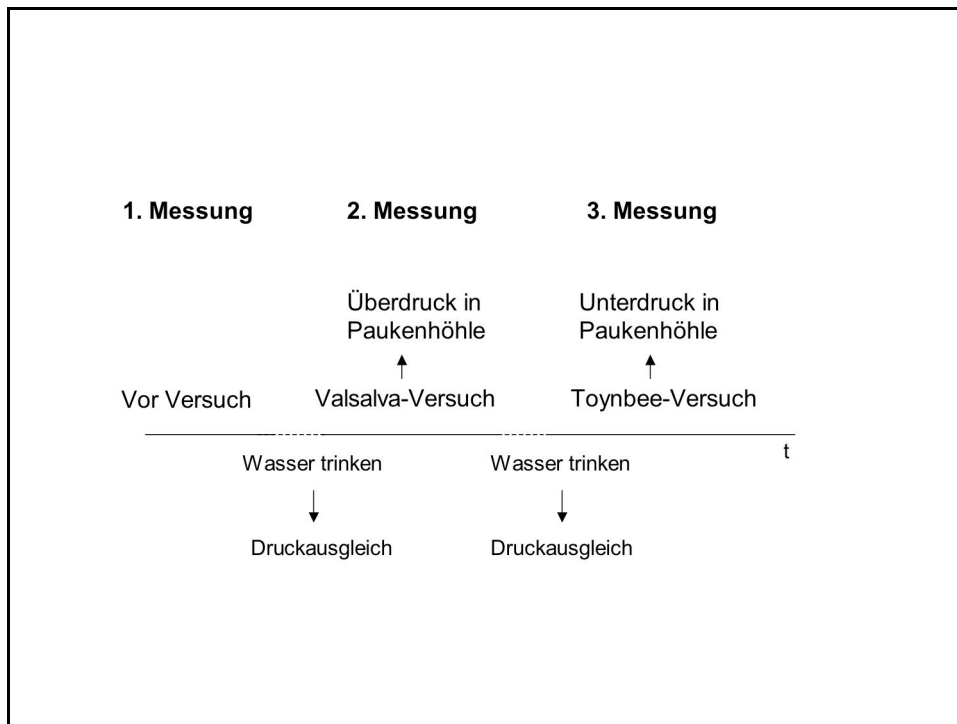 1. Messung
2. Messung
3. Messung
Überdruck in
Paukenhöhle
Unterdruck in
Paukenhöhle
Vor Versuch
Valsalva-Versuch
Toynbee-Versuch
t
Wasser trinken
Wasser trinken
Druckausgleich
Druckausgleich